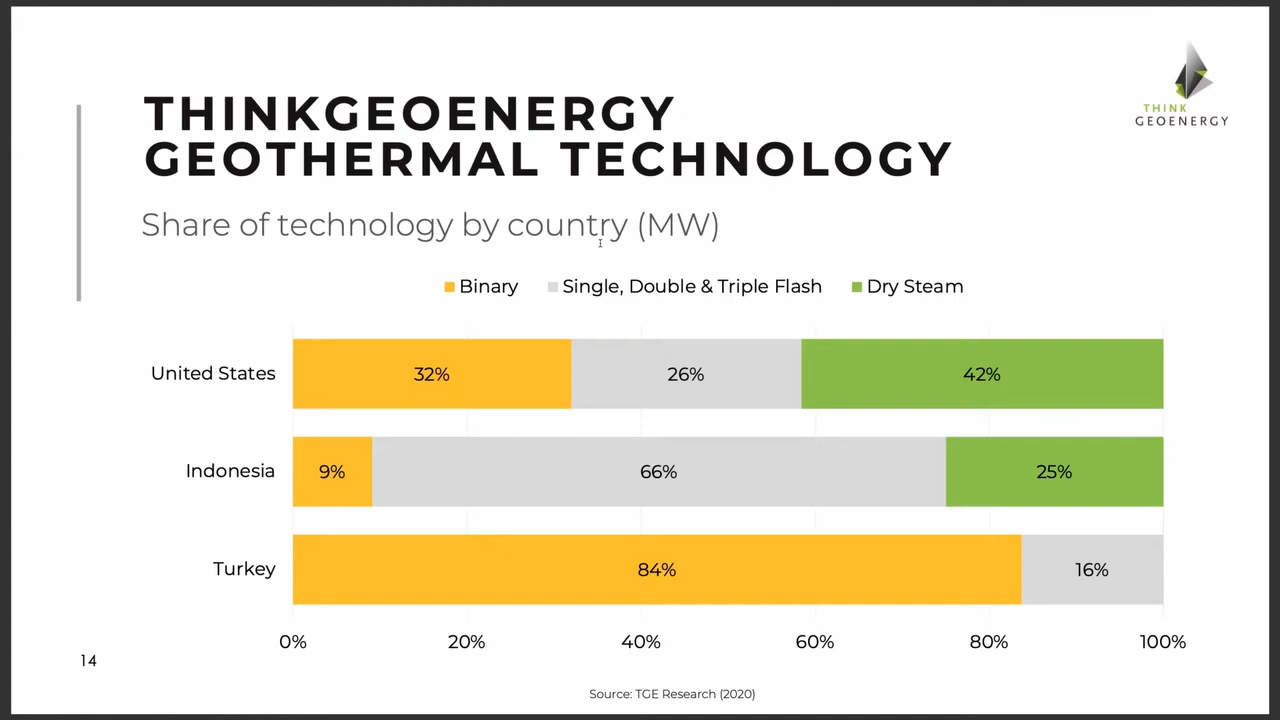 THINKGEOENERGY
GEOTHERMAL TECHNOLOGY
THINK
GEOENERGY
Share of technology by country (MW)
Binary Single, Double & Triple Flash Dry Steam
United States 32% 26% 42%
Indonesia 9% 66% 25%
Turkey 84% 16%
0% 20% 40% 60% 80% 100%
14
Source: TGE Research (2020)